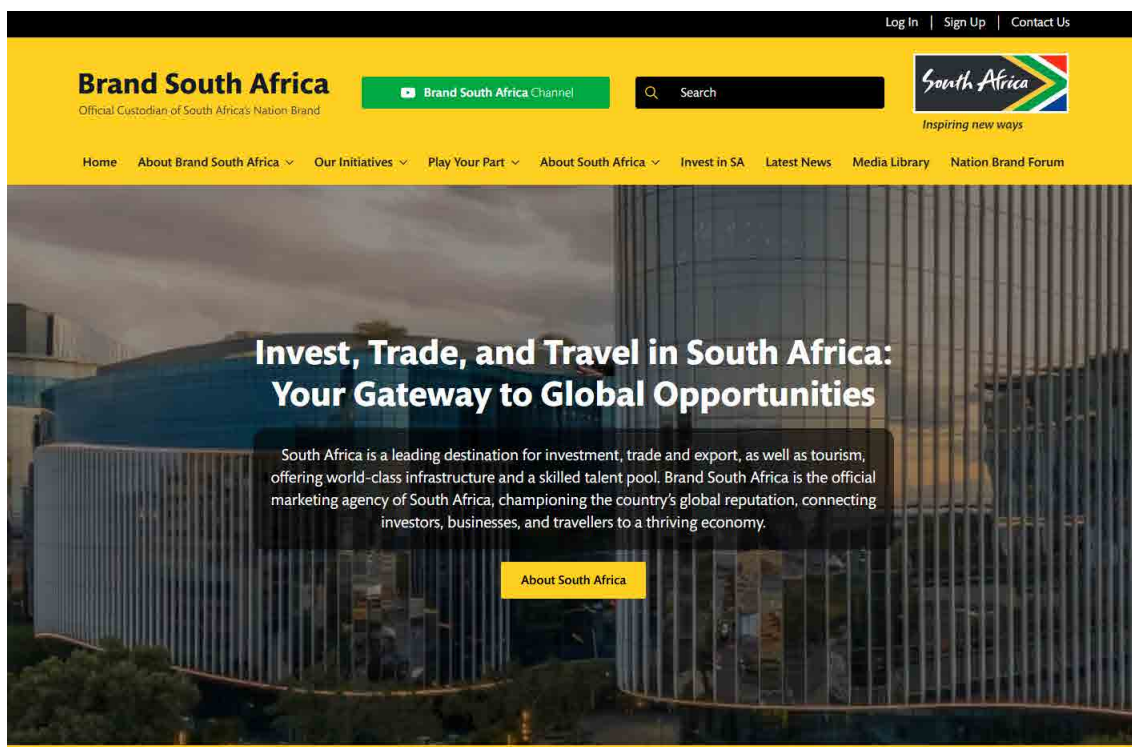 Log In | Sign Up | Contact Us
Brand South Africa
Official Custodian of South Africa's Nation Brand
Brand South Africa Channel
Search
South Africa
Inspiring new ways
Home About Brand South Africa Our Initiatives Play Your Part About South Africa Invest in SA Latest News Media Library Nation Brand Forum
Invest, Trade, and Travel in South Africa:
Your Gateway to Global Opportunities
South Africa is a leading destination for investment, trade and export, as well as tourism,
offering world-class infrastructure and a skilled talent pool. Brand South Africa is the official
marketing agency of South Africa, championing the country's global reputation, connecting
investors, businesses, and travellers to a thriving economy.
About South Africa